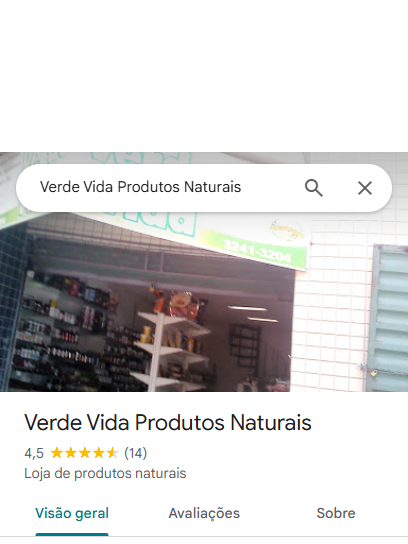 Verde Vida Produtos Naturais
3241-3204
Verde Vida Produtos Naturais
4,5 (14)
Loja de produtos naturais
Visão geral Avaliações Sobre